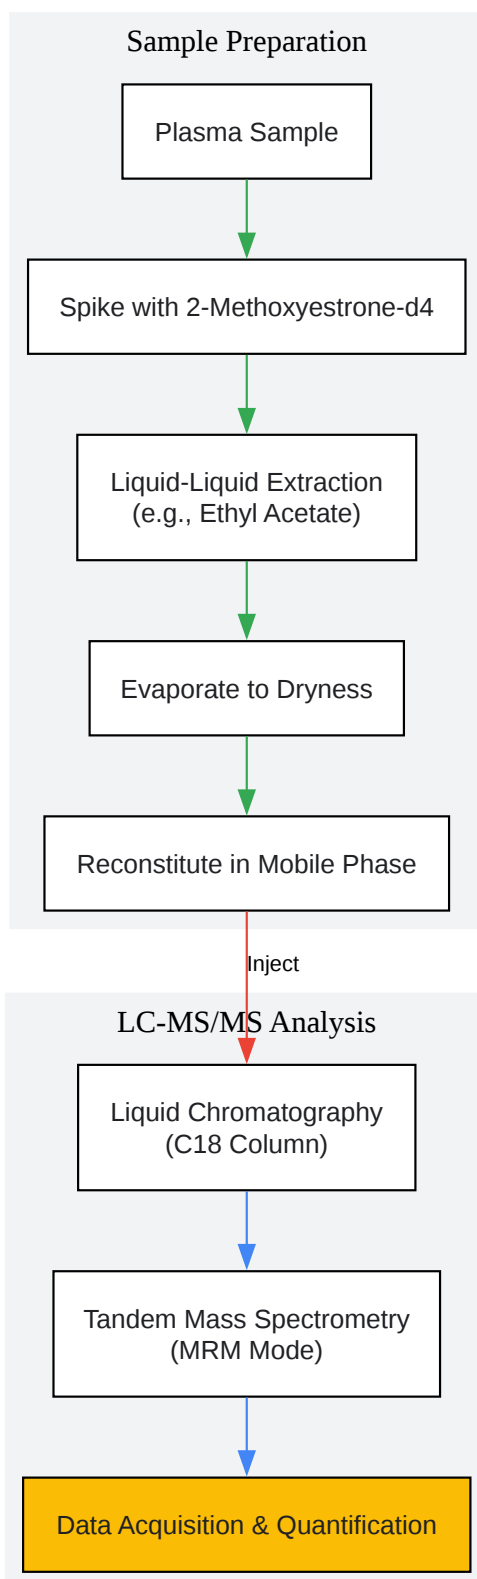 Sample Preparation
Plasma Sample
Spike with 2-Methoxyestrone-d4
Liquid-Liquid Extraction
(e.g., Ethyl Acetate)
Evaporate to Dryness
Reconstitute in Mobile Phase
Inject
LC-MS/MS Analysis
Liquid Chromatography
(C18 Column)
Tandem Mass Spectrometry
(MRM Mode)
Data Acquisition & Quantification